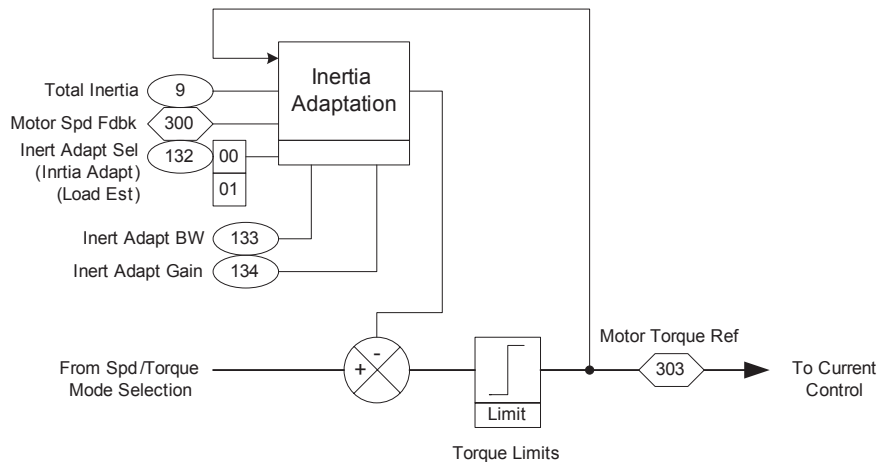 Inertia
Adaptation
Total Inertia
9
Motor Spd Fdbk
300
Inert Adapt Sel
132
00
(Inrtia Adapt)
(Load Est)
01
Inert Adapt BW
133
Inert Adapt Gain
134
Motor Torque Ref
From Spd/Torque
Mode Selection
+
-
Limit
303
To Current
Control
Torque Limits